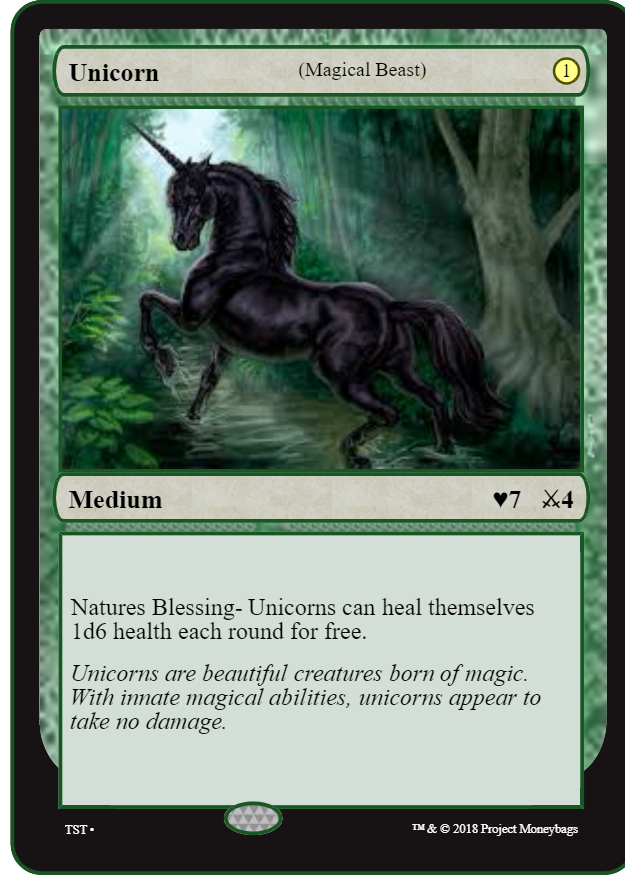 Unicorn (Magical Beast) 1
Medium ♥7 ⚔4
Natures Blessing- Unicorns can heal themselves
1d6 health each round for free.
Unicorns are beautiful creatures born of magic.
With innate magical abilities, unicorns appear to
take no damage.
TST • ™ & © 2018 Project Moneybags